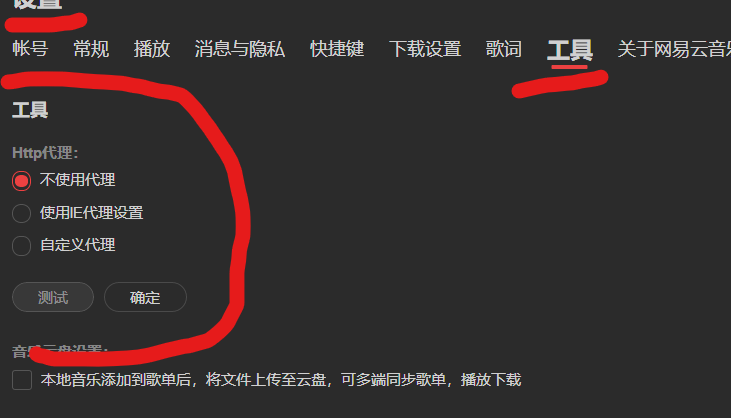 设置
帐号 常规 播放 消息与隐私 快捷键 下载设置 歌词 工具 关于网易云音乐
工具
Http代理：
不使用代理
使用IE代理设置
自定义代理
测试 确定
音乐云盘设置：
本地音乐添加到歌单后，将文件上传至云盘，可多端同步歌单，播放下载